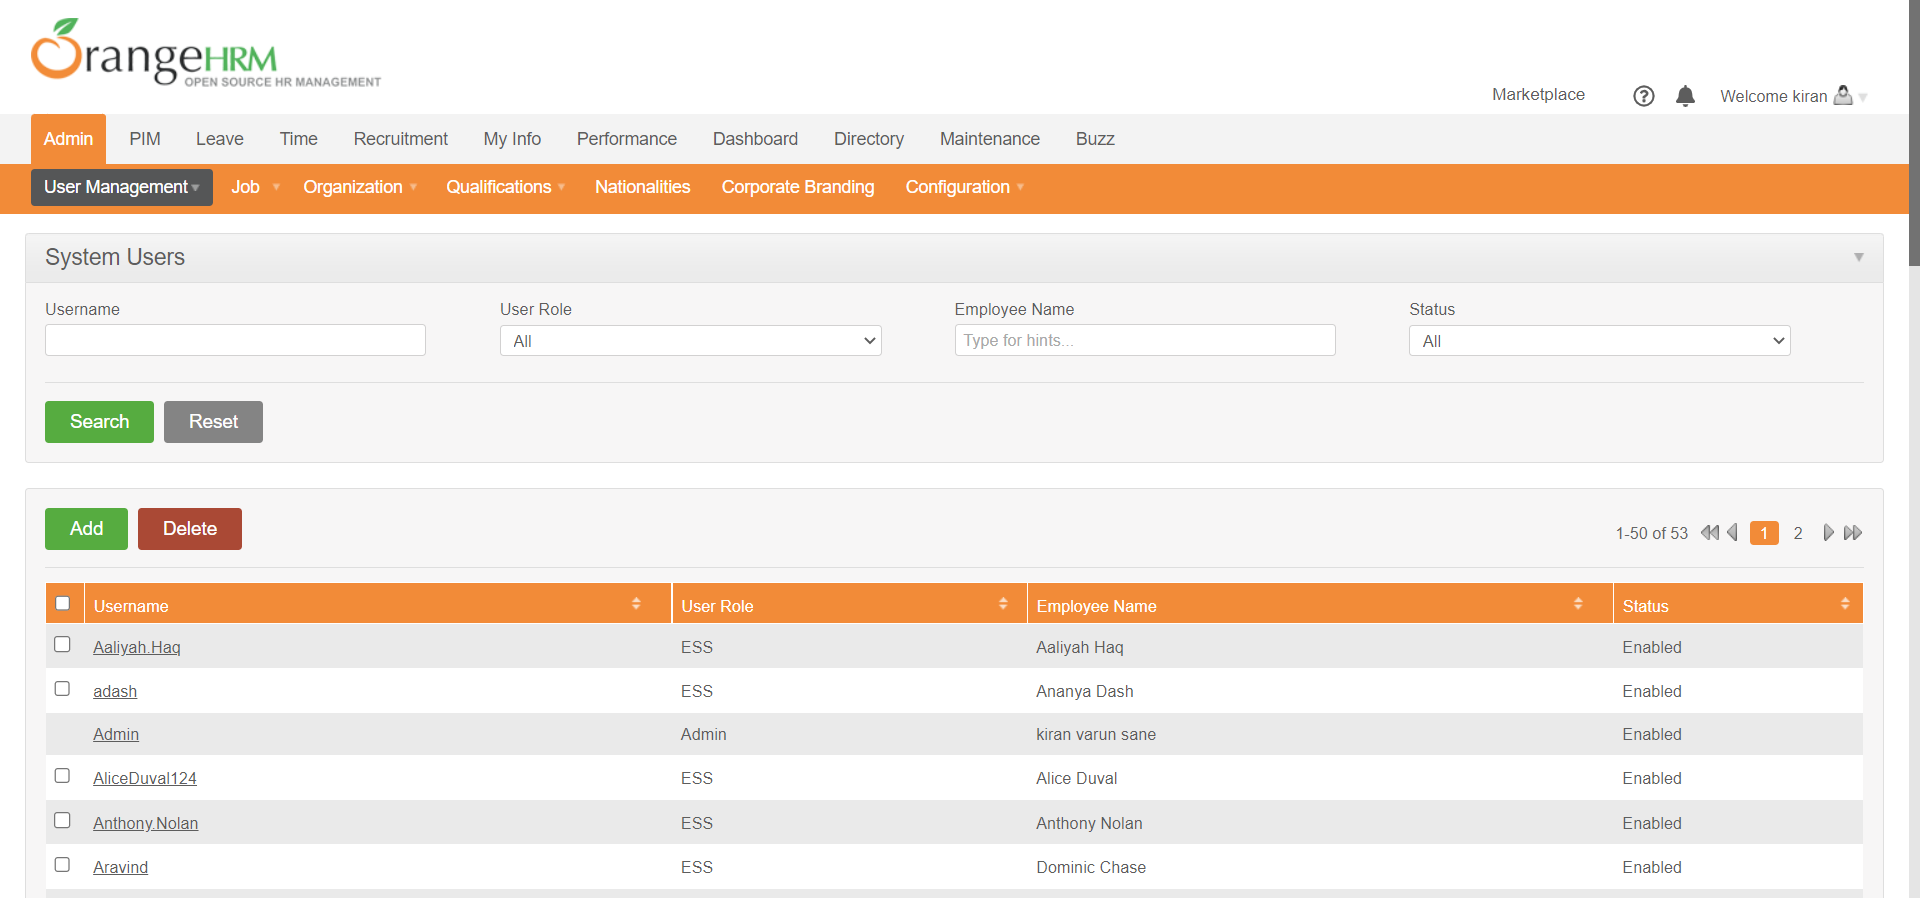 OrangeHRM
OPEN SOURCE HR MANAGEMENT
Marketplace Welcome kiran
Admin PIM Leave Time Recruitment My Info Performance Dashboard Directory Maintenance Buzz
User Management Job Organization Qualifications Nationalities Corporate Branding Configuration
System Users
Username User Role Employee Name Status
All Type for hints... All
Search Reset
Add Delete 1-50 of 53 1 2
Username User Role Employee Name Status
Aaliyah.Haq ESS Aaliyah Haq Enabled
adash ESS Ananya Dash Enabled
Admin Admin kiran varun sane Enabled
AliceDuval124 ESS Alice Duval Enabled
Anthony.Nolan ESS Anthony Nolan Enabled
Aravind ESS Dominic Chase Enabled